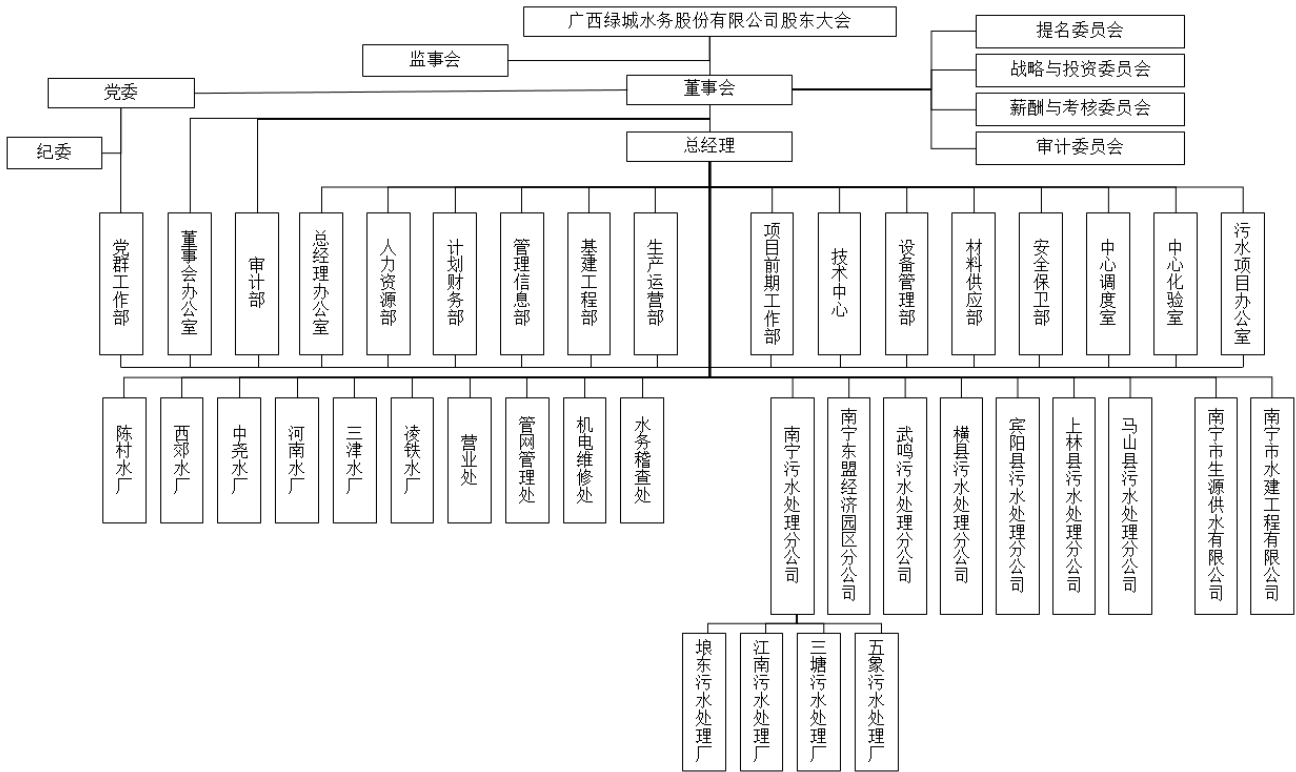 广西绿城水务股份有限公司股东大会
提名委员会
监事会
战略与投资委员会
党委
董事会
薪酬与考核委员会
总经理
审计委员会
纪委
党群工作部
董事会办公室
审计部
总经理办公室
人力资源部
计划财务部
管理信息部
基建工程部
生产运营部
项目前期工作部
技术中心
设备管理部
材料供应部
安全保卫部
中心调度室
中心化验室
污水项目办公室
陈村水厂
西郊水厂
中尧水厂
河南水厂
三津水厂
凌铁水厂
营业处
管网管理处
机电维修处
水务稽查处
南宁污水处理分公司
南宁东盟经济园区分公司
武鸣污水处理分公司
横县污水处理分公司
宾阳县污水处理分公司
上林县污水处理分公司
马山县污水处理分公司
南宁市生源供水有限公司
南宁市水建工程有限公司
埌东污水处理厂
江南污水处理厂
三塘污水处理厂
五象污水处理厂